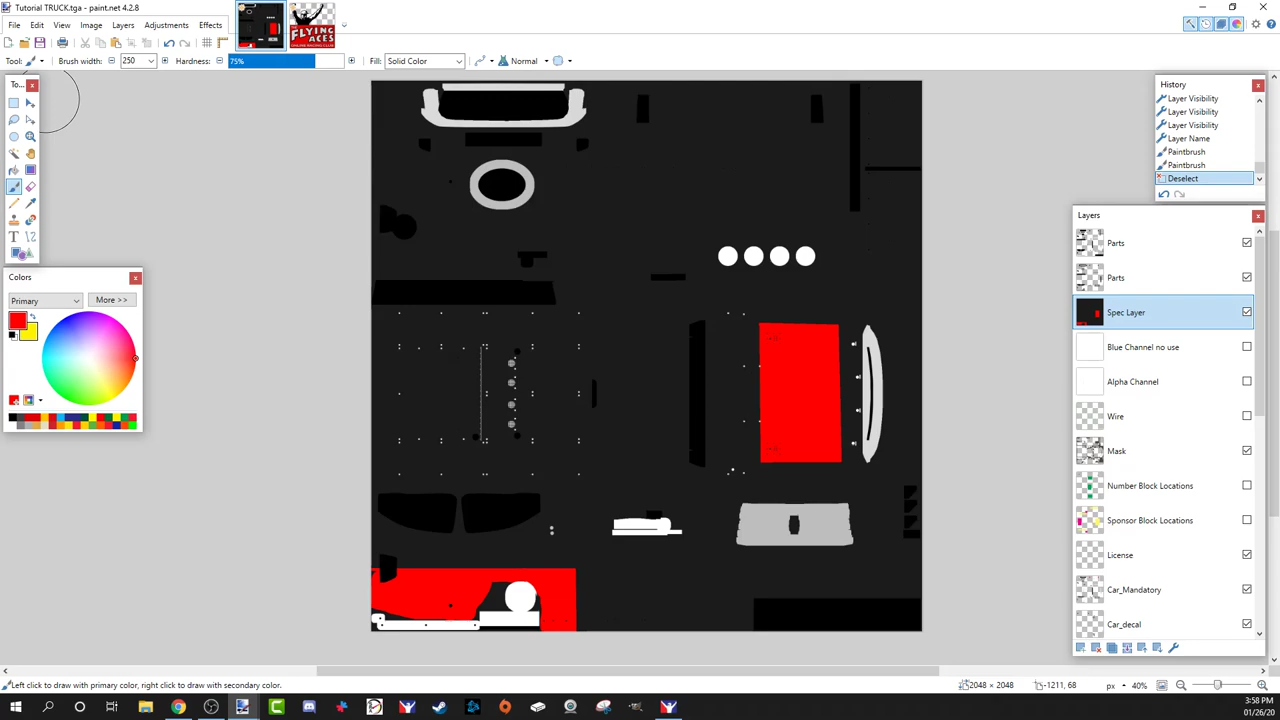 Tutorial TRUCK.tga - paint.net 4.2.8
File Edit View Image Layers Adjustments Effects
FLYING
ACES
ONLINE RACING CLUB
Tool: Brush width: 250 Hardness: 75% Fill: Solid Color Normal
To... x
Colors x
Primary More >>
History x
Layer Visibility
Layer Visibility
Layer Visibility
Layer Name
Paintbrush
Paintbrush
Deselect
Layers x
Parts
Parts
Spec Layer
Blue Channel no use
Alpha Channel
Wire
Mask
Number Block Locations
Sponsor Block Locations
License
Car_Mandatory
Car_decal
Left click to draw with primary color, right click to draw with secondary color. 2048 × 2048 -1211, 68 px 40%
3:58 PM
01/26/20